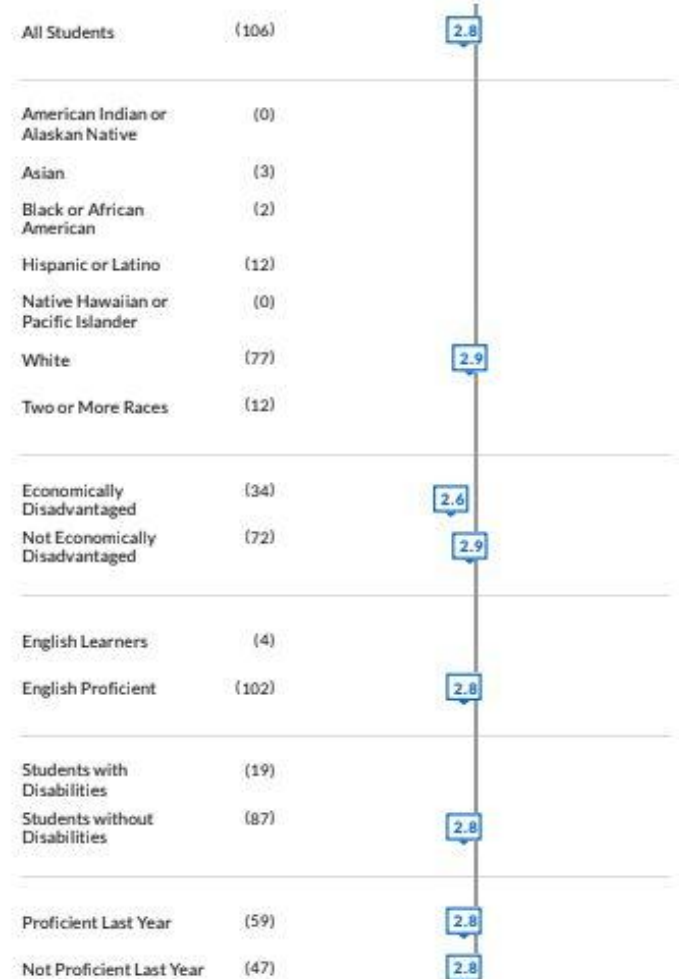 All Students (106) 2.8
American Indian or (0)
Alaskan Native
Asian (3)
Black or African (2)
American
Hispanic or Latino (12)
Native Hawaiian or (0)
Pacific Islander
White (77) 2.9
Two or More Races (12)
Economically (34) 2.6
Disadvantaged
Not Economically (72) 2.9
Disadvantaged
English Learners (4)
English Proficient (102) 2.8
Students with (19)
Disabilities
Students without (87) 2.8
Disabilities
Proficient Last Year (59) 2.8
Not Proficient Last Year (47) 2.8